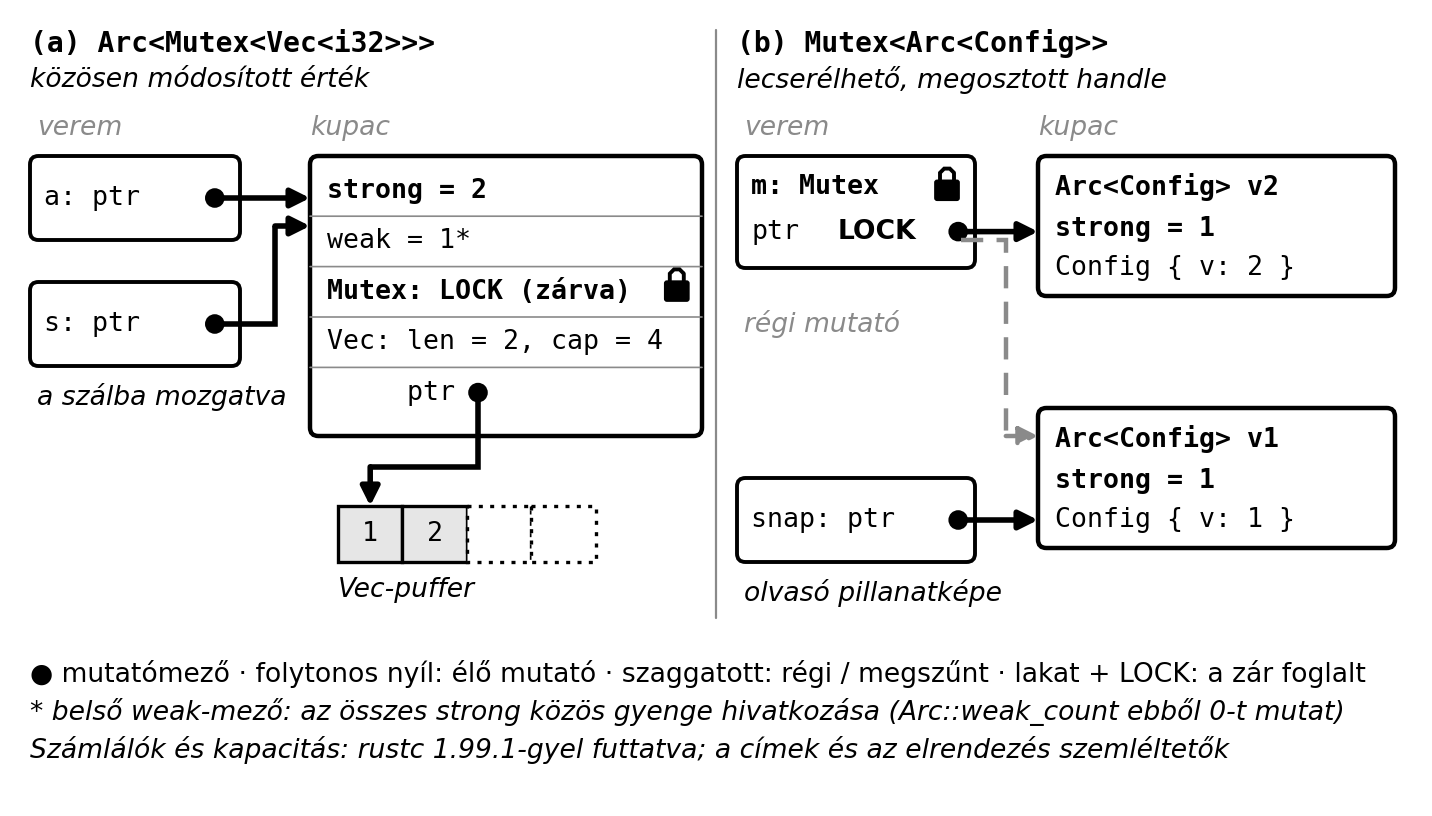 (a) Arc<Mutex<Vec<i32>>>
közösen módosított érték
verem
kupac
a: ptr
s: ptr
a szálba mozgatva
strong = 2
weak = 1*
Mutex: LOCK (zárva)
Vec: len = 2, cap = 4
ptr
1 2
Vec-puffer
(b) Mutex<Arc<Config>>
lecserélhető, megosztott handle
verem
kupac
m: Mutex
ptr LOCK
régi mutató
Arc<Config> v2
strong = 1
Config { v: 2 }
Arc<Config> v1
strong = 1
Config { v: 1 }
snap: ptr
olvasó pillanatképe
● mutatómező · folytonos nyíl: élő mutató · szaggatott: régi / megszűnt · lakat + LOCK: a zár foglalt
* belső weak-mező: az összes strong közös gyenge hivatkozása (Arc::weak_count ebből 0-t mutat)
Számlálók és kapacitás: rustc 1.99.1-gyel futtatva; a címek és az elrendezés szemléltetők